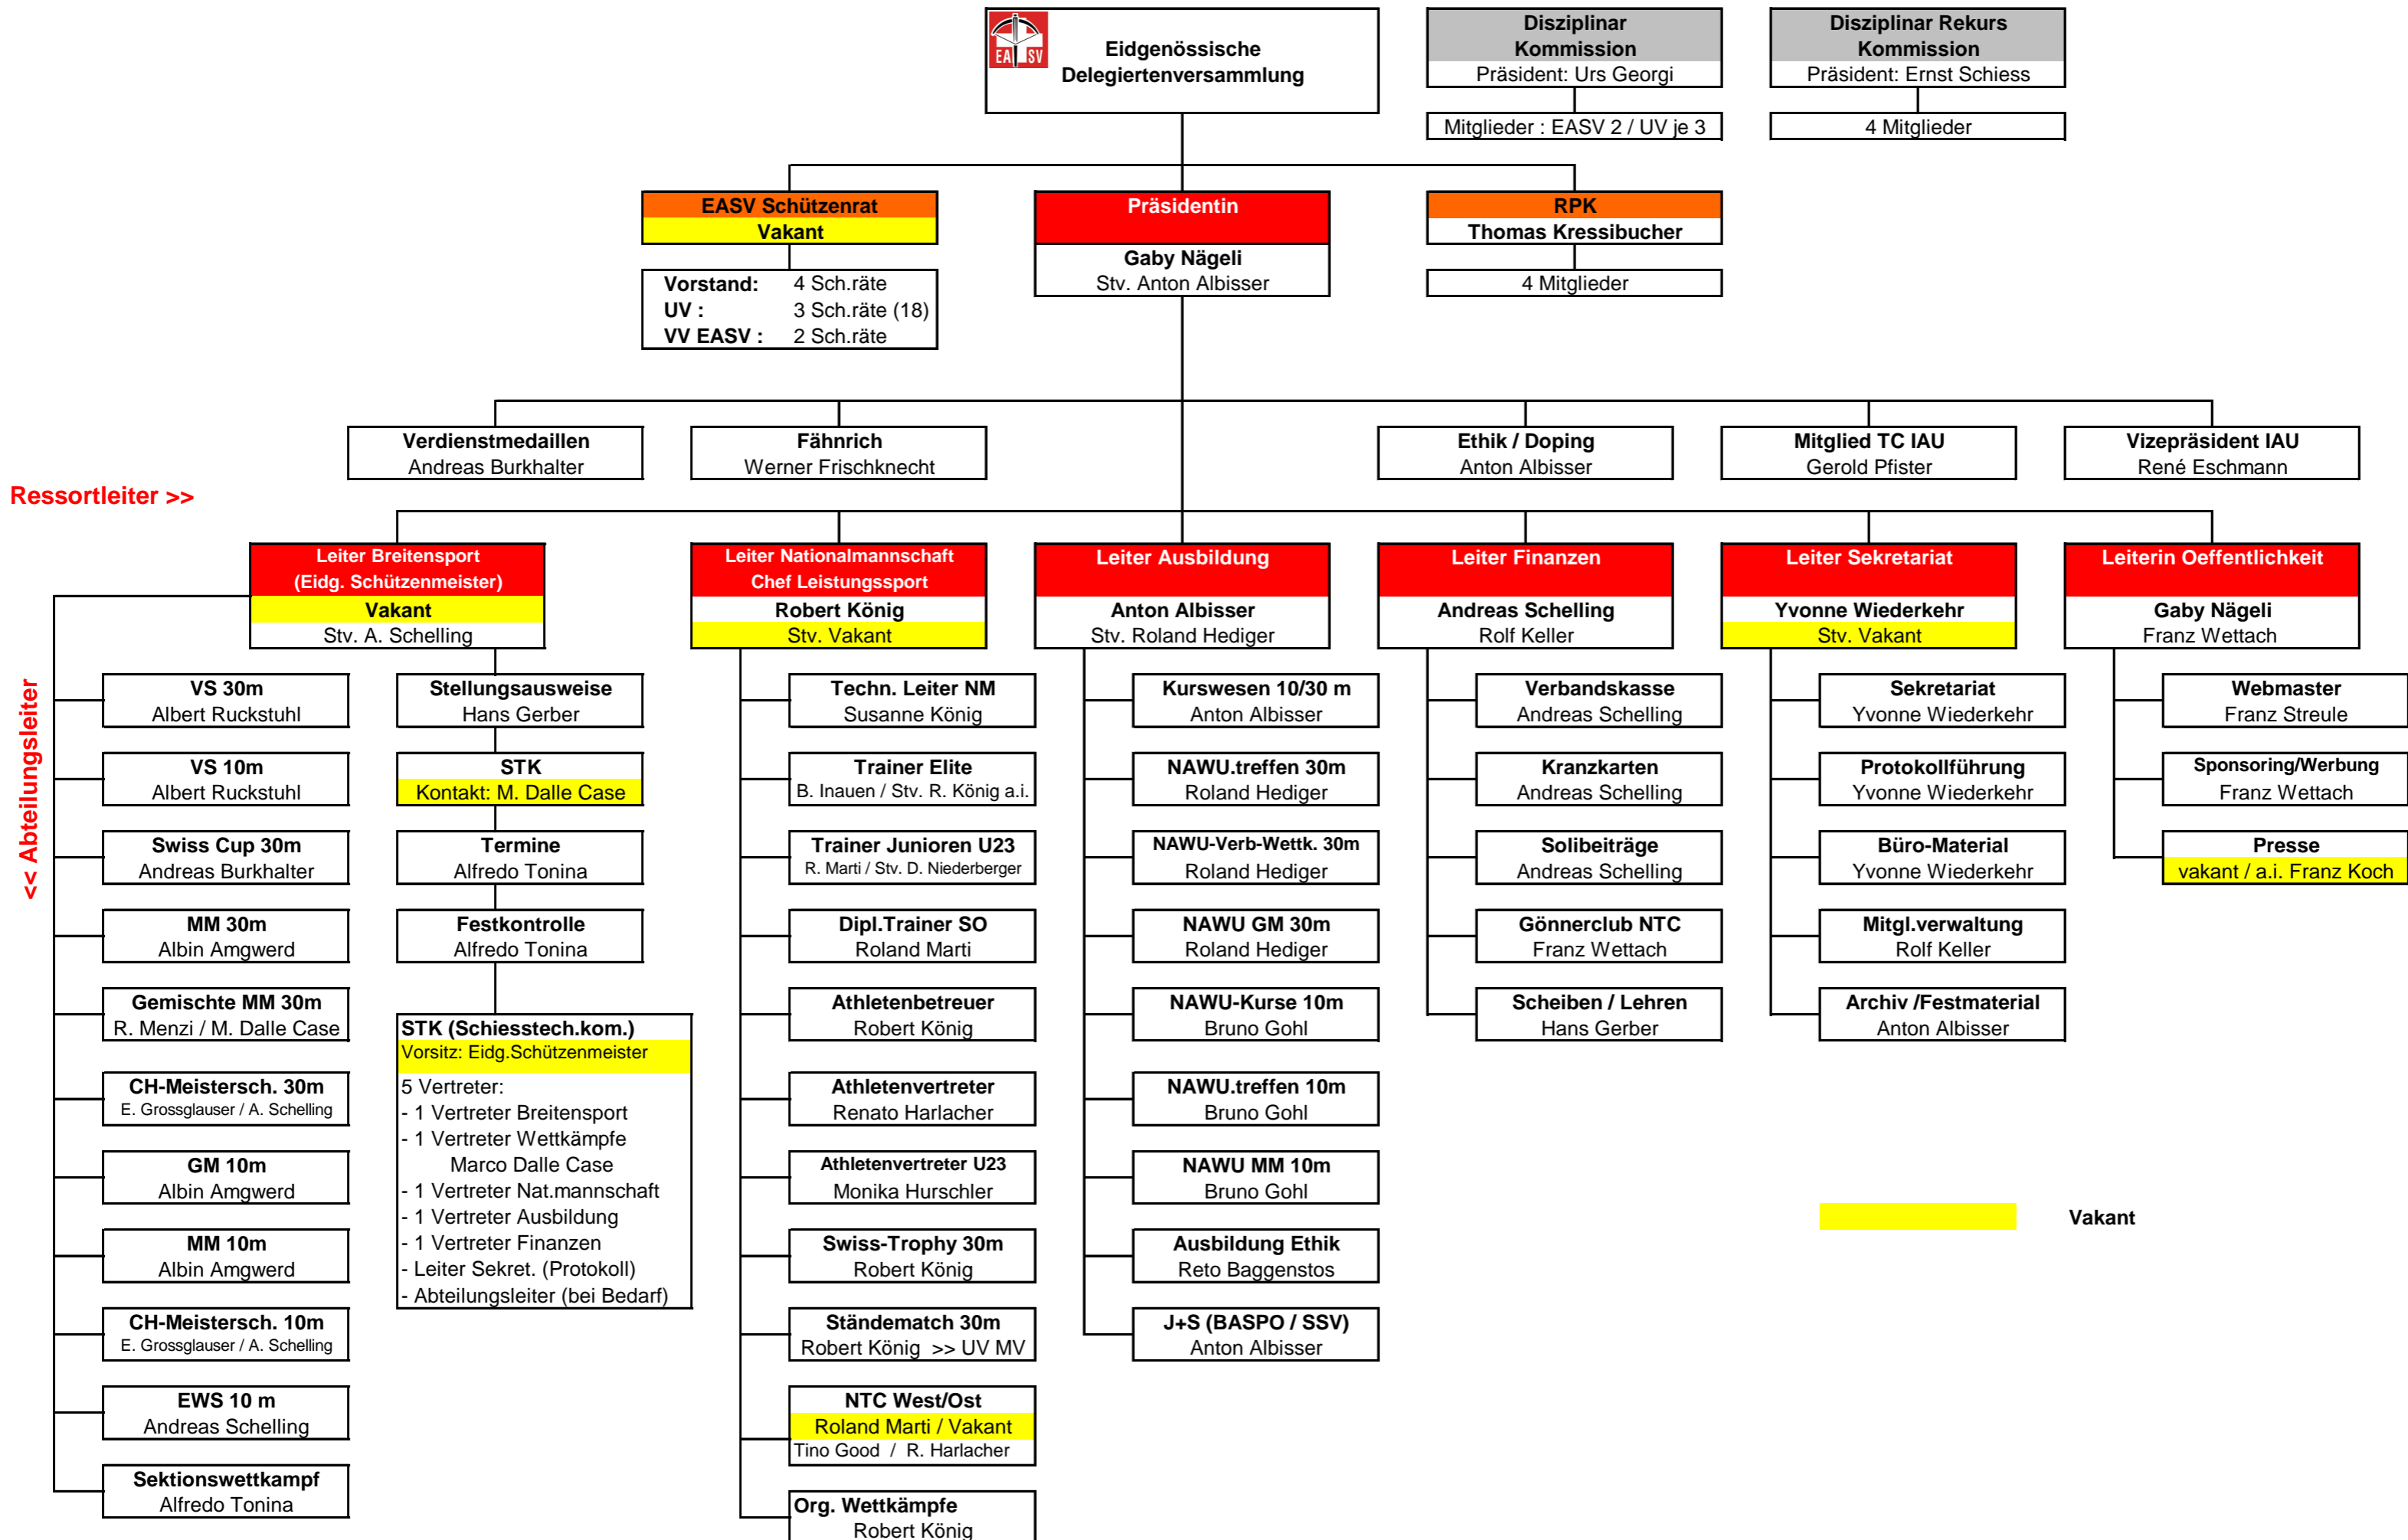 EA SV
Eidgenössische
Delegiertenversammlung
Disziplinar
Kommission
Präsident: Urs Georgi
Mitglieder : EASV 2 / UV je 3
Disziplinar Rekurs
Kommission
Präsident: Ernst Schiess
4 Mitglieder
EASV Schützenrat
Vakant
Vorstand: 4 Sch.räte
UV : 3 Sch.räte (18)
VV EASV : 2 Sch.räte
Präsidentin
Gaby Nägeli
Stv. Anton Albisser
RPK
Thomas Kressibucher
4 Mitglieder
Verdienstmedaillen
Andreas Burkhalter
Fähnrich
Werner Frischknecht
Ethik / Doping
Anton Albisser
Mitglied TC IAU
Gerold Pfister
Vizepräsident IAU
René Eschmann
Ressortleiter >>
<< Abteilungsleiter
Leiter Breitensport
(Eidg. Schützenmeister)
Vakant
Stv. A. Schelling
VS 30m
Albert Ruckstuhl
VS 10m
Albert Ruckstuhl
Swiss Cup 30m
Andreas Burkhalter
MM 30m
Albin Amgwerd
Gemischte MM 30m
R. Menzi / M. Dalle Case
CH-Meistersch. 30m
E. Grossglauser / A. Schelling
GM 10m
Albin Amgwerd
MM 10m
Albin Amgwerd
CH-Meistersch. 10m
E. Grossglauser / A. Schelling
EWS 10 m
Andreas Schelling
Sektionswettkampf
Alfredo Tonina
Stellungsausweise
Hans Gerber
STK
Kontakt: M. Dalle Case
Termine
Alfredo Tonina
Festkontrolle
Alfredo Tonina
STK (Schiesstech.kom.)
Vorsitz: Eidg.Schützenmeister
5 Vertreter:
- 1 Vertreter Breitensport
- 1 Vertreter Wettkämpfe
Marco Dalle Case
- 1 Vertreter Nat.mannschaft
- 1 Vertreter Ausbildung
- 1 Vertreter Finanzen
- Leiter Sekret. (Protokoll)
- Abteilungsleiter (bei Bedarf)
Leiter Nationalmannschaft
Chef Leistungssport
Robert König
Stv. Vakant
Techn. Leiter NM
Susanne König
Trainer Elite
B. Inauen / Stv. R. König a.i.
Trainer Junioren U23
R. Marti / Stv. D. Niederberger
Dipl.Trainer SO
Roland Marti
Athletenbetreuer
Robert König
Athletenvertreter
Renato Harlacher
Athletenvertreter U23
Monika Hurschler
Swiss-Trophy 30m
Robert König
Ständematch 30m
Robert König >> UV MV
NTC West/Ost
Roland Marti / Vakant
Tino Good / R. Harlacher
Org. Wettkämpfe
Robert König
Leiter Ausbildung
Anton Albisser
Stv. Roland Hediger
Kurswesen 10/30 m
Anton Albisser
NAWU.treffen 30m
Roland Hediger
NAWU-Verb-Wettk. 30m
Roland Hediger
NAWU GM 30m
Roland Hediger
NAWU-Kurse 10m
Bruno Gohl
NAWU.treffen 10m
Bruno Gohl
NAWU MM 10m
Bruno Gohl
Ausbildung Ethik
Reto Baggenstos
J+S (BASPO / SSV)
Anton Albisser
Leiter Finanzen
Andreas Schelling
Rolf Keller
Verbandskasse
Andreas Schelling
Kranzkarten
Andreas Schelling
Solibeiträge
Andreas Schelling
Gönnerclub NTC
Franz Wettach
Scheiben / Lehren
Hans Gerber
Leiter Sekretariat
Yvonne Wiederkehr
Stv. Vakant
Sekretariat
Yvonne Wiederkehr
Protokollführung
Yvonne Wiederkehr
Büro-Material
Yvonne Wiederkehr
Mitgl.verwaltung
Rolf Keller
Archiv /Festmaterial
Anton Albisser
Leiterin Oeffentlichkeit
Gaby Nägeli
Franz Wettach
Webmaster
Franz Streule
Sponsoring/Werbung
Franz Wettach
Presse
vakant / a.i. Franz Koch
Vakant